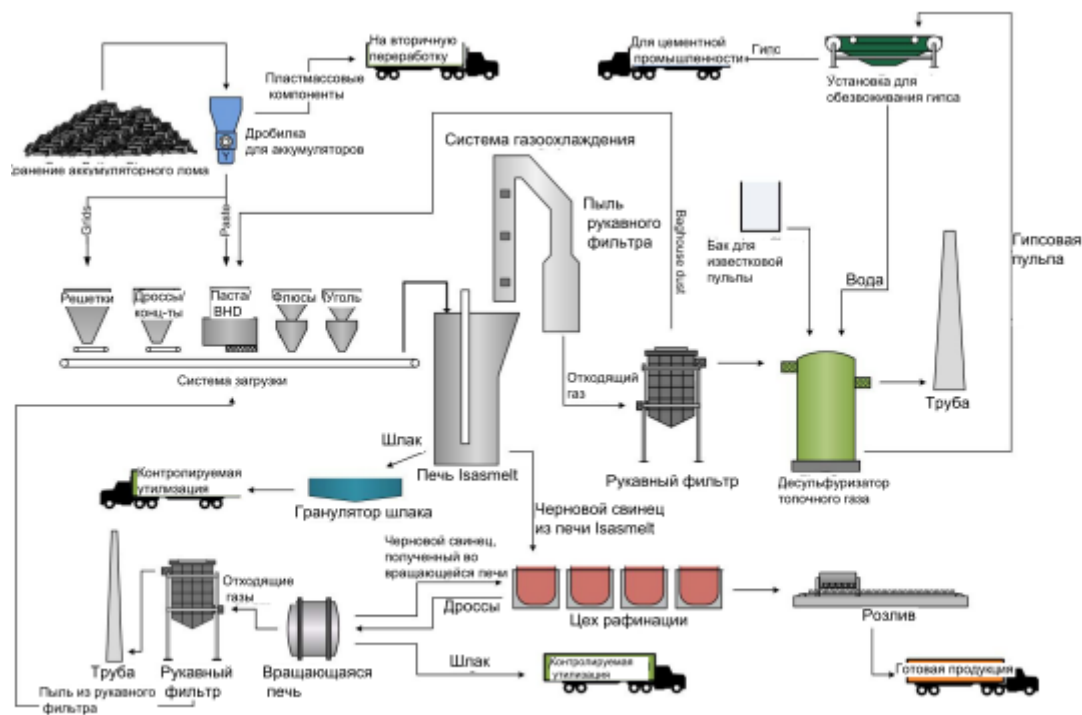 На вторичную
переработку
Для цементной
промышленности
Гипс
Пластмассовые
компоненты
Установка для
обезвоживания гипса
Дробилка
для аккумуляторов
Система газоохлаждения
хранение аккумуляторного лома
Grids
Paste
Пыль
рукавного
фильтра
Baghouse dust
Бак для
известковой
пульпы
Гипсовая
пульпа
Вода
Решетки
Дроссы/
конц-ты
Паста/
BHD
Флюсы
Уголь
Система загрузки
Отходящий
газ
Труба
Шлак
Печь Isasmelt
Рукавный фильтр
Десульфуризатор
топочного газа
Контролируемая
утилизация
Гранулятор шлака
Черновой свинец
из печи Isasmelt
Черновой свинец,
полученный во
вращающейся печи
Отходящие
газы
Дроссы
Цех рафинации
Розлив
Труба
Рукавный
фильтр
Вращающаяся
печь
Шлак
Контролируемая
утилизация
Готовая продукция
Пыль из рукавного
фильтра